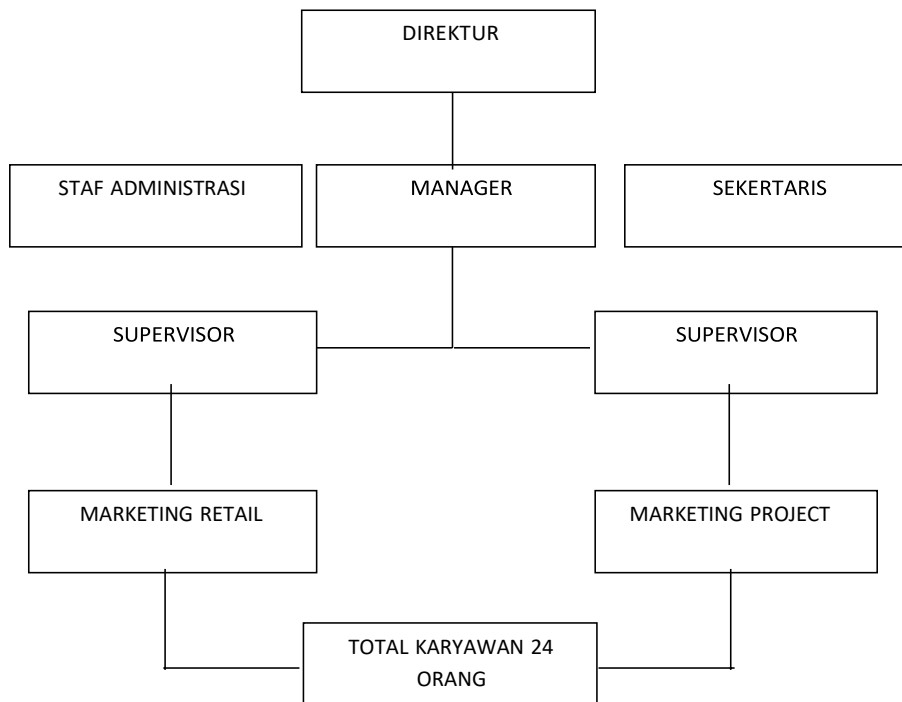 DIREKTUR
STAF ADMINISTRASI
MANAGER
SEKERTARIS
SUPERVISOR
SUPERVISOR
MARKETING RETAIL
MARKETING PROJECT
TOTAL KARYAWAN 24
ORANG